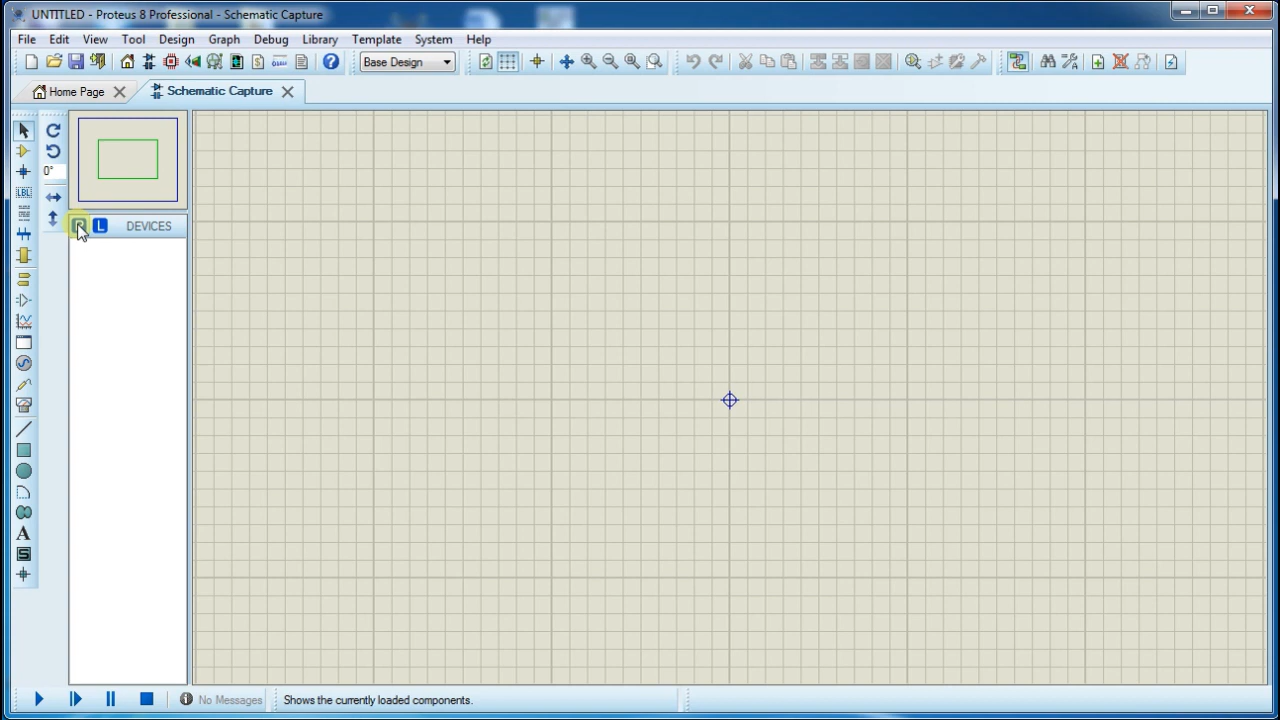 UNTITLED - Proteus 8 Professional - Schematic Capture
File Edit View Tool Design Graph Debug Library Template System Help
Base Design
Home Page Schematic Capture
0°
LBL
L DEVICES
A
S
No Messages Shows the currently loaded components.